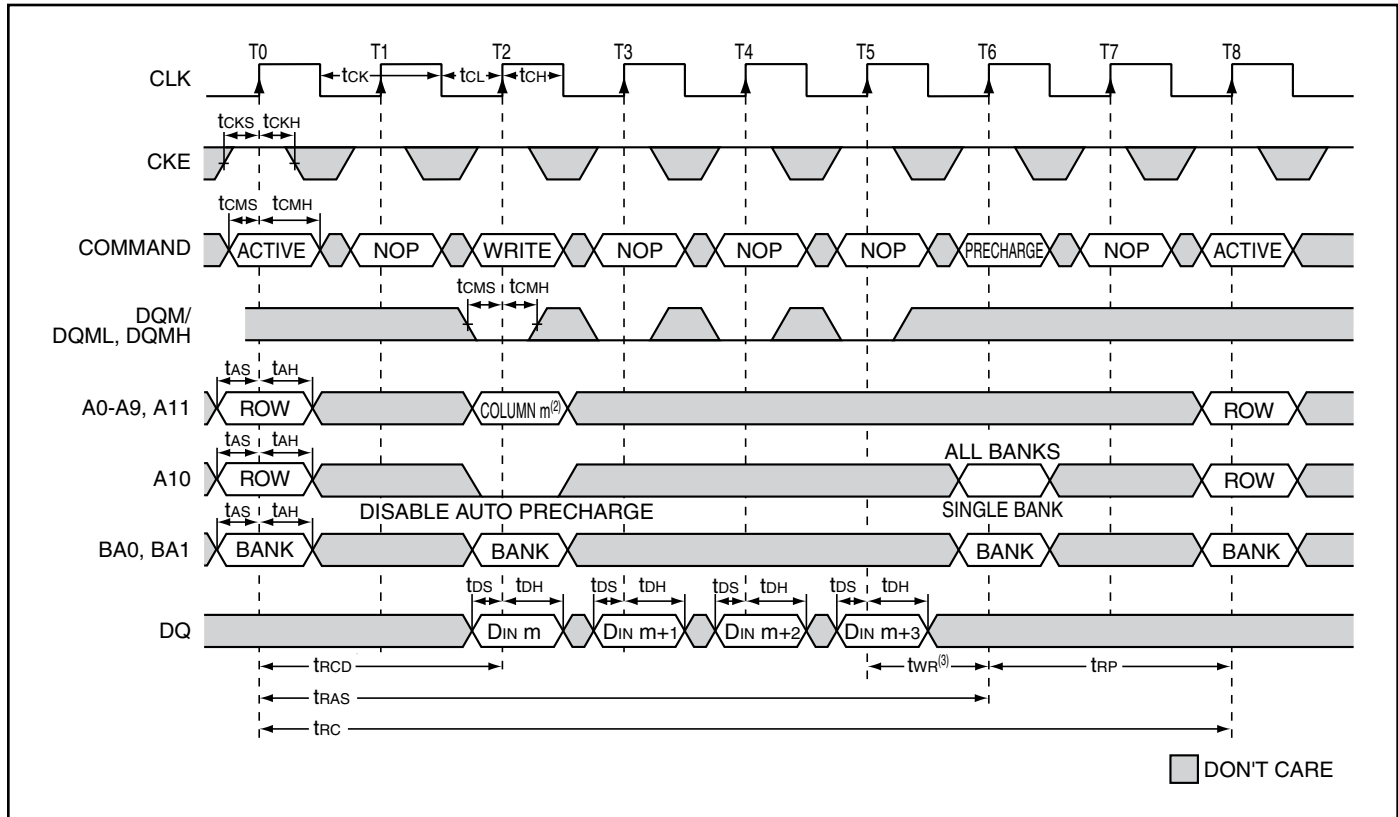 T0 T1 T2 T3 T4 T5 T6 T7 T8
CLK
tCK tCL tCH
tCKS tCKH
CKE
tCMS tCMH
COMMAND ACTIVE NOP WRITE NOP NOP NOP PRECHARGE NOP ACTIVE
tCMS tCMH
DQM/
DQML, DQMH
tAS tAH
A0-A9, A11 ROW COLUMN m(2) ROW
tAS tAH
ALL BANKS
A10 ROW ROW
DISABLE AUTO PRECHARGE SINGLE BANK
tAS tAH
BA0, BA1 BANK BANK BANK BANK
tDS tDH tDS tDH tDS tDH tDS tDH
DQ DIN m DIN m+1 DIN m+2 DIN m+3
tRCD tWR(3) tRP
tRAS
tRC
DON'T CARE